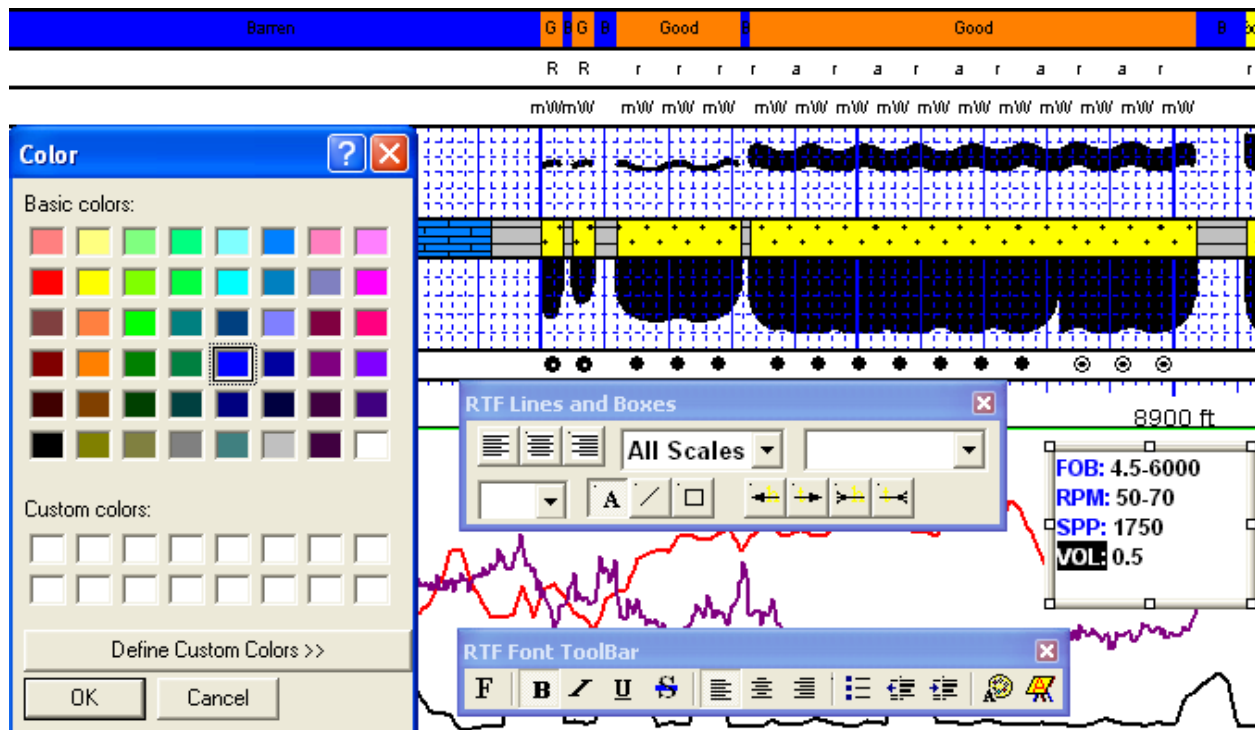 Barren G B G B Good B Good B
R R r r r r a r a r a r a r a r r
mW mW mW mW mW mW mW mW mW mW mW mW mW mW mW mW
Color
Basic colors:
Custom colors:
Define Custom Colors >>
OK Cancel
RTF Lines and Boxes
All Scales
A
8900 ft
FOB: 4.5-6000
RPM: 50-70
SPP: 1750
VOL: 0.5
RTF Font ToolBar
F B I U S